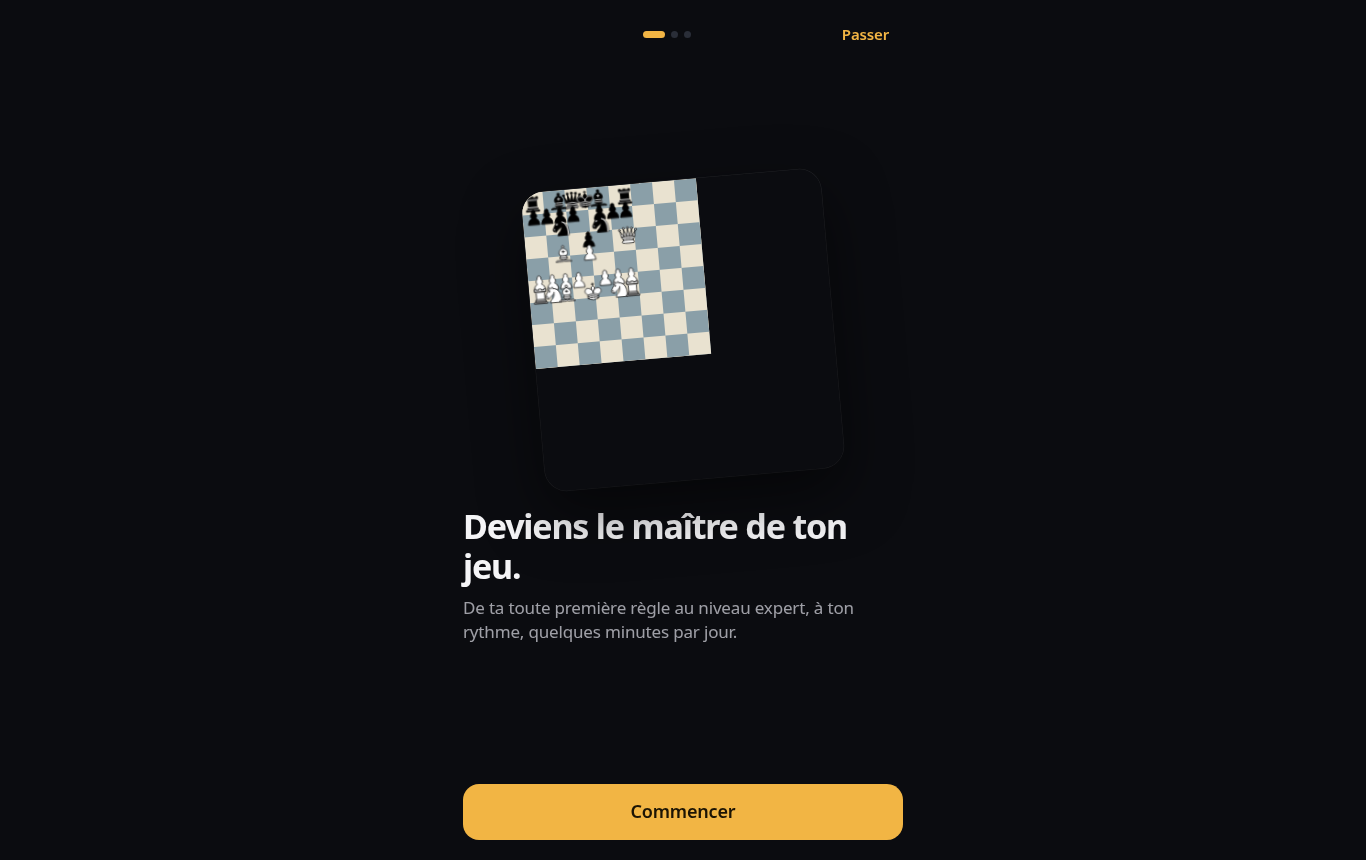 Passer
Deviens le maître de ton
jeu.
De ta toute première règle au niveau expert, à ton
rythme, quelques minutes par jour.
Commencer